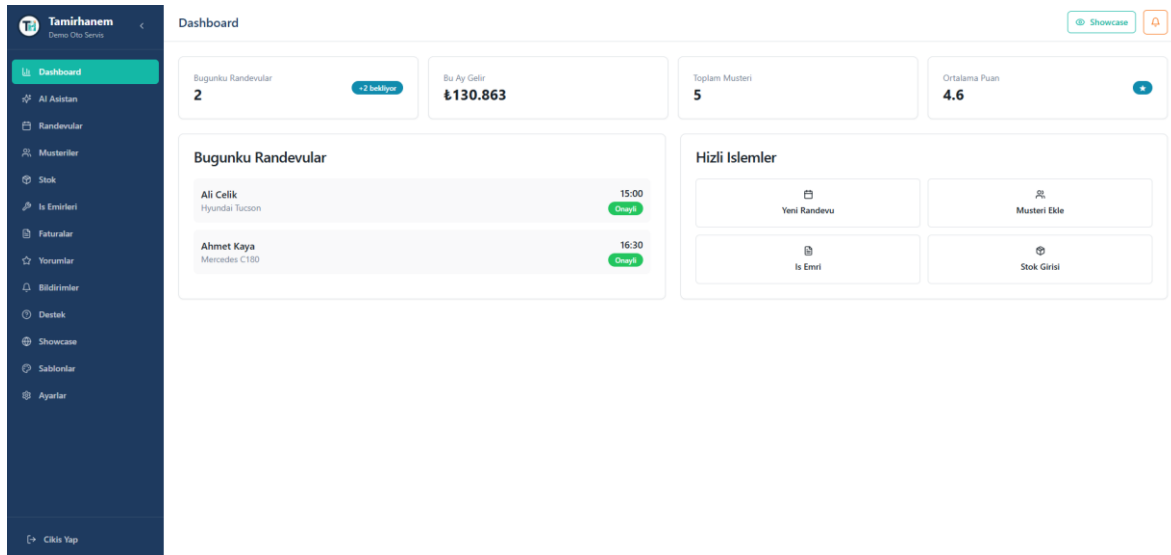 TH
Tamirhanem
Demo Oto Servis
Dashboard
AI Asistan
Randevular
Musteriler
Stok
Is Emirleri
Faturalar
Yorumlar
Bildirimler
Destek
Showcase
Sablonlar
Ayarlar
Cikis Yap
Dashboard
Showcase
Bugunku Randevular
2
+2 bekliyor
Bu Ay Gelir
₺130.863
Toplam Musteri
5
Ortalama Puan
4.6
Bugunku Randevular
Ali Celik
15:00
Hyundai Tucson
Onayli
Ahmet Kaya
16:30
Mercedes C180
Onayli
Hizli Islemler
Yeni Randevu
Musteri Ekle
Is Emri
Stok Girisi